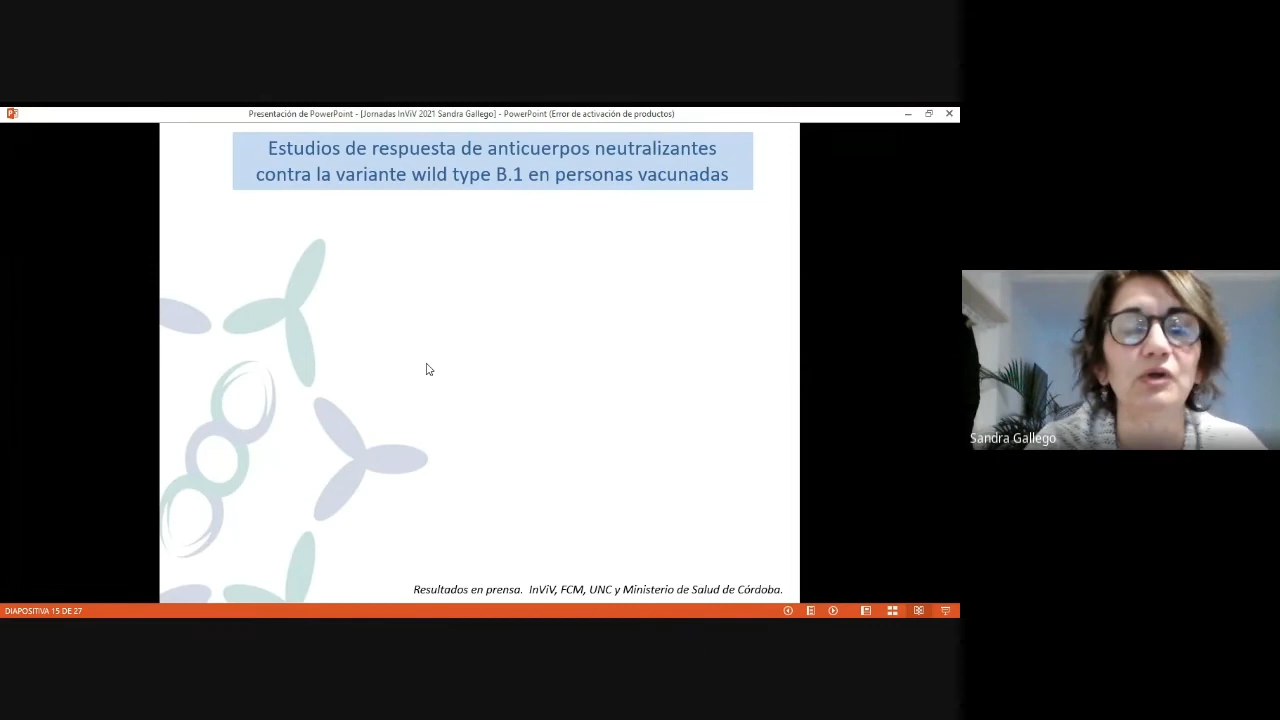 Presentación de PowerPoint - [Jornadas InViV 2021 Sandra Gallego] - PowerPoint (Error de activación de productos)
Estudios de respuesta de anticuerpos neutralizantes
contra la variante wild type B.1 en personas vacunadas
Sandra Gallego
Resultados en prensa. InViV, FCM, UNC y Ministerio de Salud de Córdoba.
DIAPOSITIVA 15 DE 27